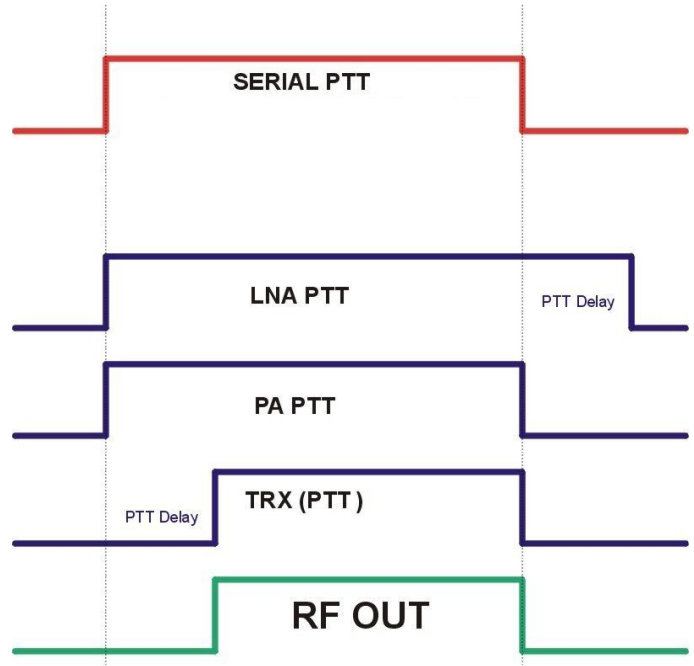 SERIAL PTT
LNA PTT
PTT Delay
PA PTT
TRX (PTT )
PTT Delay
RF OUT